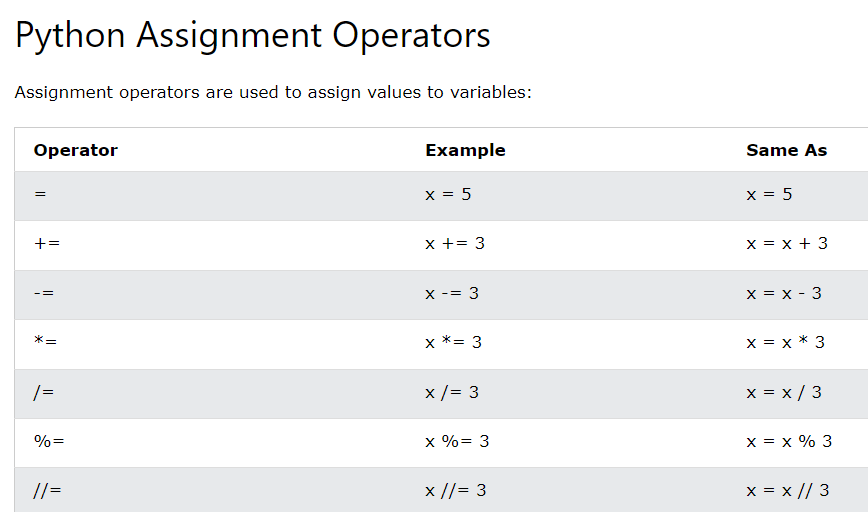 Python Assignment Operators
Assignment operators are used to assign values to variables:
Operator Example Same As
= x = 5 x = 5
+= x += 3 x = x + 3
-= x -= 3 x = x - 3
*= x *= 3 x = x * 3
/= x /= 3 x = x / 3
%= x %= 3 x = x % 3
//= x //= 3 x = x // 3